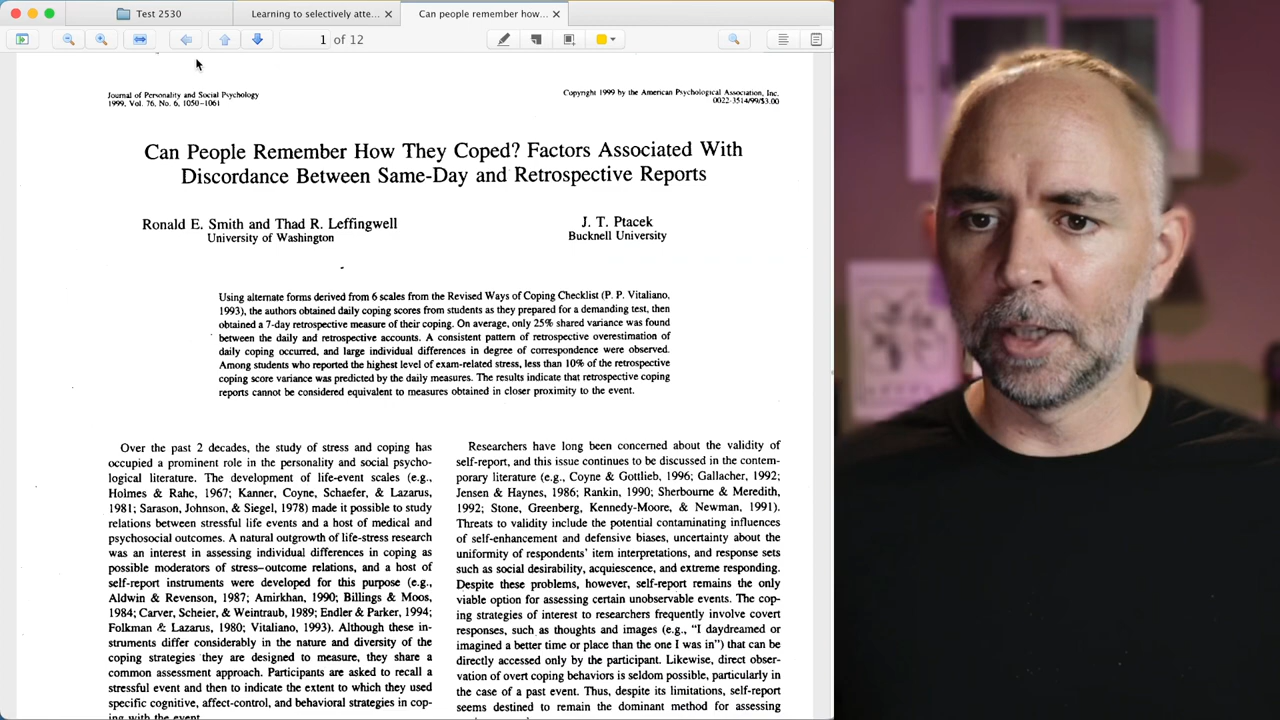 Test 2530
Learning to selectively atte...
Can people remember how...
1 of 12
Journal of Personality and Social Psychology
1999, Vol. 76, No. 6, 1050–1061
Copyright 1999 by the American Psychological Association, Inc.
0022-3514/99/$3.00
Can People Remember How They Coped? Factors Associated With
Discordance Between Same-Day and Retrospective Reports
Ronald E. Smith and Thad R. Leffingwell
University of Washington
J. T. Ptacek
Bucknell University
Using alternate forms derived from 6 scales from the Revised Ways of Coping Checklist (P. P. Vitaliano,
1993), the authors obtained daily coping scores from students as they prepared for a demanding test, then
obtained a 7-day retrospective measure of their coping. On average, only 25% shared variance was found
between the daily and retrospective accounts. A consistent pattern of retrospective overestimation of
daily coping occurred, and large individual differences in degree of correspondence were observed.
Among students who reported the highest level of exam-related stress, less than 10% of the retrospective
coping score variance was predicted by the daily measures. The results indicate that retrospective coping
reports cannot be considered equivalent to measures obtained in closer proximity to the event.
Over the past 2 decades, the study of stress and coping has
occupied a prominent role in the personality and social psycho-
logical literature. The development of life-event scales (e.g.,
Holmes & Rahe, 1967; Kanner, Coyne, Schaefer, & Lazarus,
1981; Sarason, Johnson, & Siegel, 1978) made it possible to study
relations between stressful life events and a host of medical and
psychosocial outcomes. A natural outgrowth of life-stress research
was an interest in assessing individual differences in coping as
possible moderators of stress–outcome relations, and a host of
self-report instruments were developed for this purpose (e.g.,
Aldwin & Revenson, 1987; Amirkhan, 1990; Billings & Moos,
1984; Carver, Scheier, & Weintraub, 1989; Endler & Parker, 1994;
Folkman & Lazarus, 1980; Vitaliano, 1993). Although these in-
struments differ considerably in the nature and diversity of the
coping strategies they are designed to measure, they share a
common assessment approach. Participants are asked to recall a
stressful event and then to indicate the extent to which they used
specific cognitive, affect-control, and behavioral strategies in cop-
ing with the event.
Researchers have long been concerned about the validity of
self-report, and this issue continues to be discussed in the contem-
porary literature (e.g., Coyne & Gottlieb, 1996; Gallacher, 1992;
Jensen & Haynes, 1986; Rankin, 1990; Sherbourne & Meredith,
1992; Stone, Greenberg, Kennedy-Moore, & Newman, 1991).
Threats to validity include the potential contaminating influences
of self-enhancement and defensive biases, uncertainty about the
uniformity of respondents' item interpretations, and response sets
such as social desirability, acquiescence, and extreme responding.
Despite these problems, however, self-report remains the only
viable option for assessing certain unobservable events. The cop-
ing strategies of interest to researchers frequently involve covert
responses, such as thoughts and images (e.g., "I daydreamed or
imagined a better time or place than the one I was in") that can be
directly accessed only by the participant. Likewise, direct obser-
vation of overt coping behaviors is seldom possible, particularly in
the case of a past event. Thus, despite its limitations, self-report
seems destined to remain the dominant method for assessing